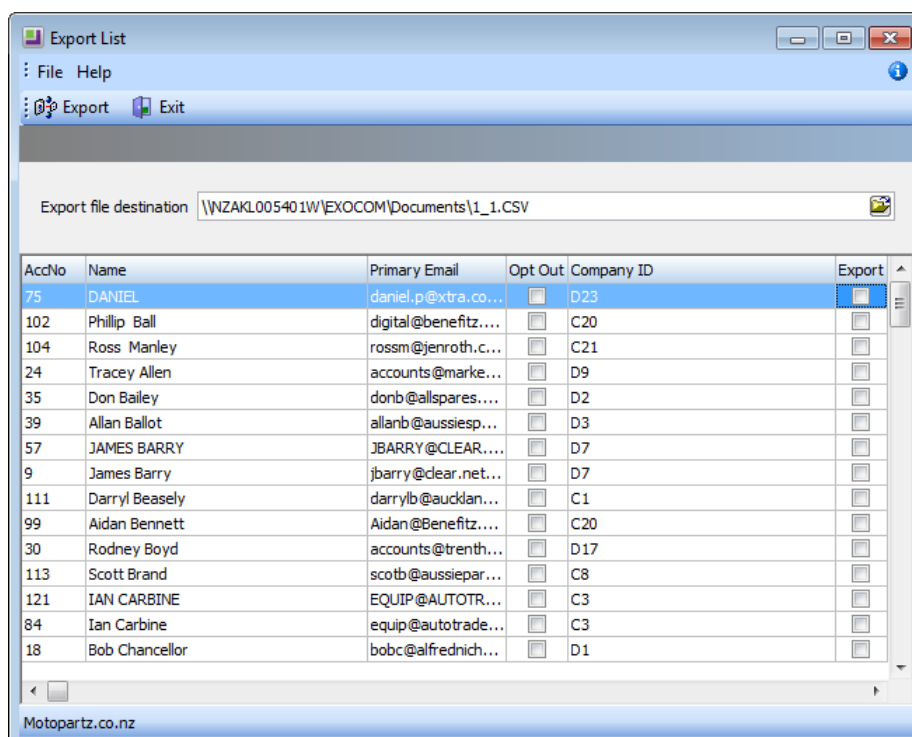 Export List
File Help
Export Exit
Export file destination \\NZAKL005401W\EXOCOM\Documents\1_1.CSV
AccNo Name Primary Email Opt Out Company ID Export
75 DANIEL daniel.p@xtra.co... D23
102 Phillip Ball digital@benefitz.... C20
104 Ross Manley rossm@jenroth.c... C21
24 Tracey Allen accounts@marke... D9
35 Don Bailey donb@allspares.... D2
39 Allan Ballot allanb@aussiesp... D3
57 JAMES BARRY JBARRY@CLEAR.... D7
9 James Barry jbarry@clear.net... D7
111 Darryl Beasely darrylb@aucklan... C1
99 Aidan Bennett Aidan@Benefitz.... C20
30 Rodney Boyd accounts@trenth... D17
113 Scott Brand scotb@aussiepar... C8
121 IAN CARBINE EQUIP@AUTOTR... C3
84 Ian Carbine equip@autotrade... C3
18 Bob Chancellor bobc@alfrednich... D1
Motopartz.co.nz